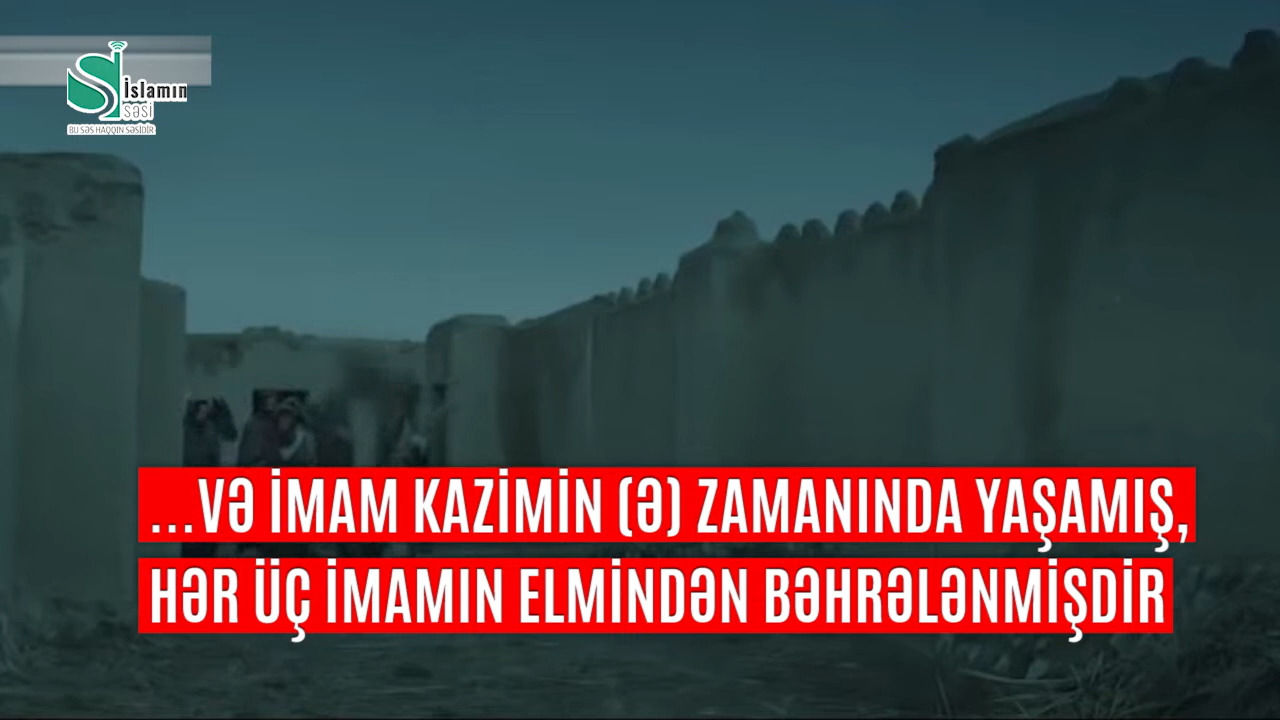 İslamın
SƏSİ
BU SƏS HAQQIN SƏSİDİR
...VƏ İMAM KAZİMİN (Ə) ZAMANINDA YAŞAMIŞ,
HƏR ÜÇ İMAMIN ELMİNDƏN BƏHRƏLƏNMİŞDİR